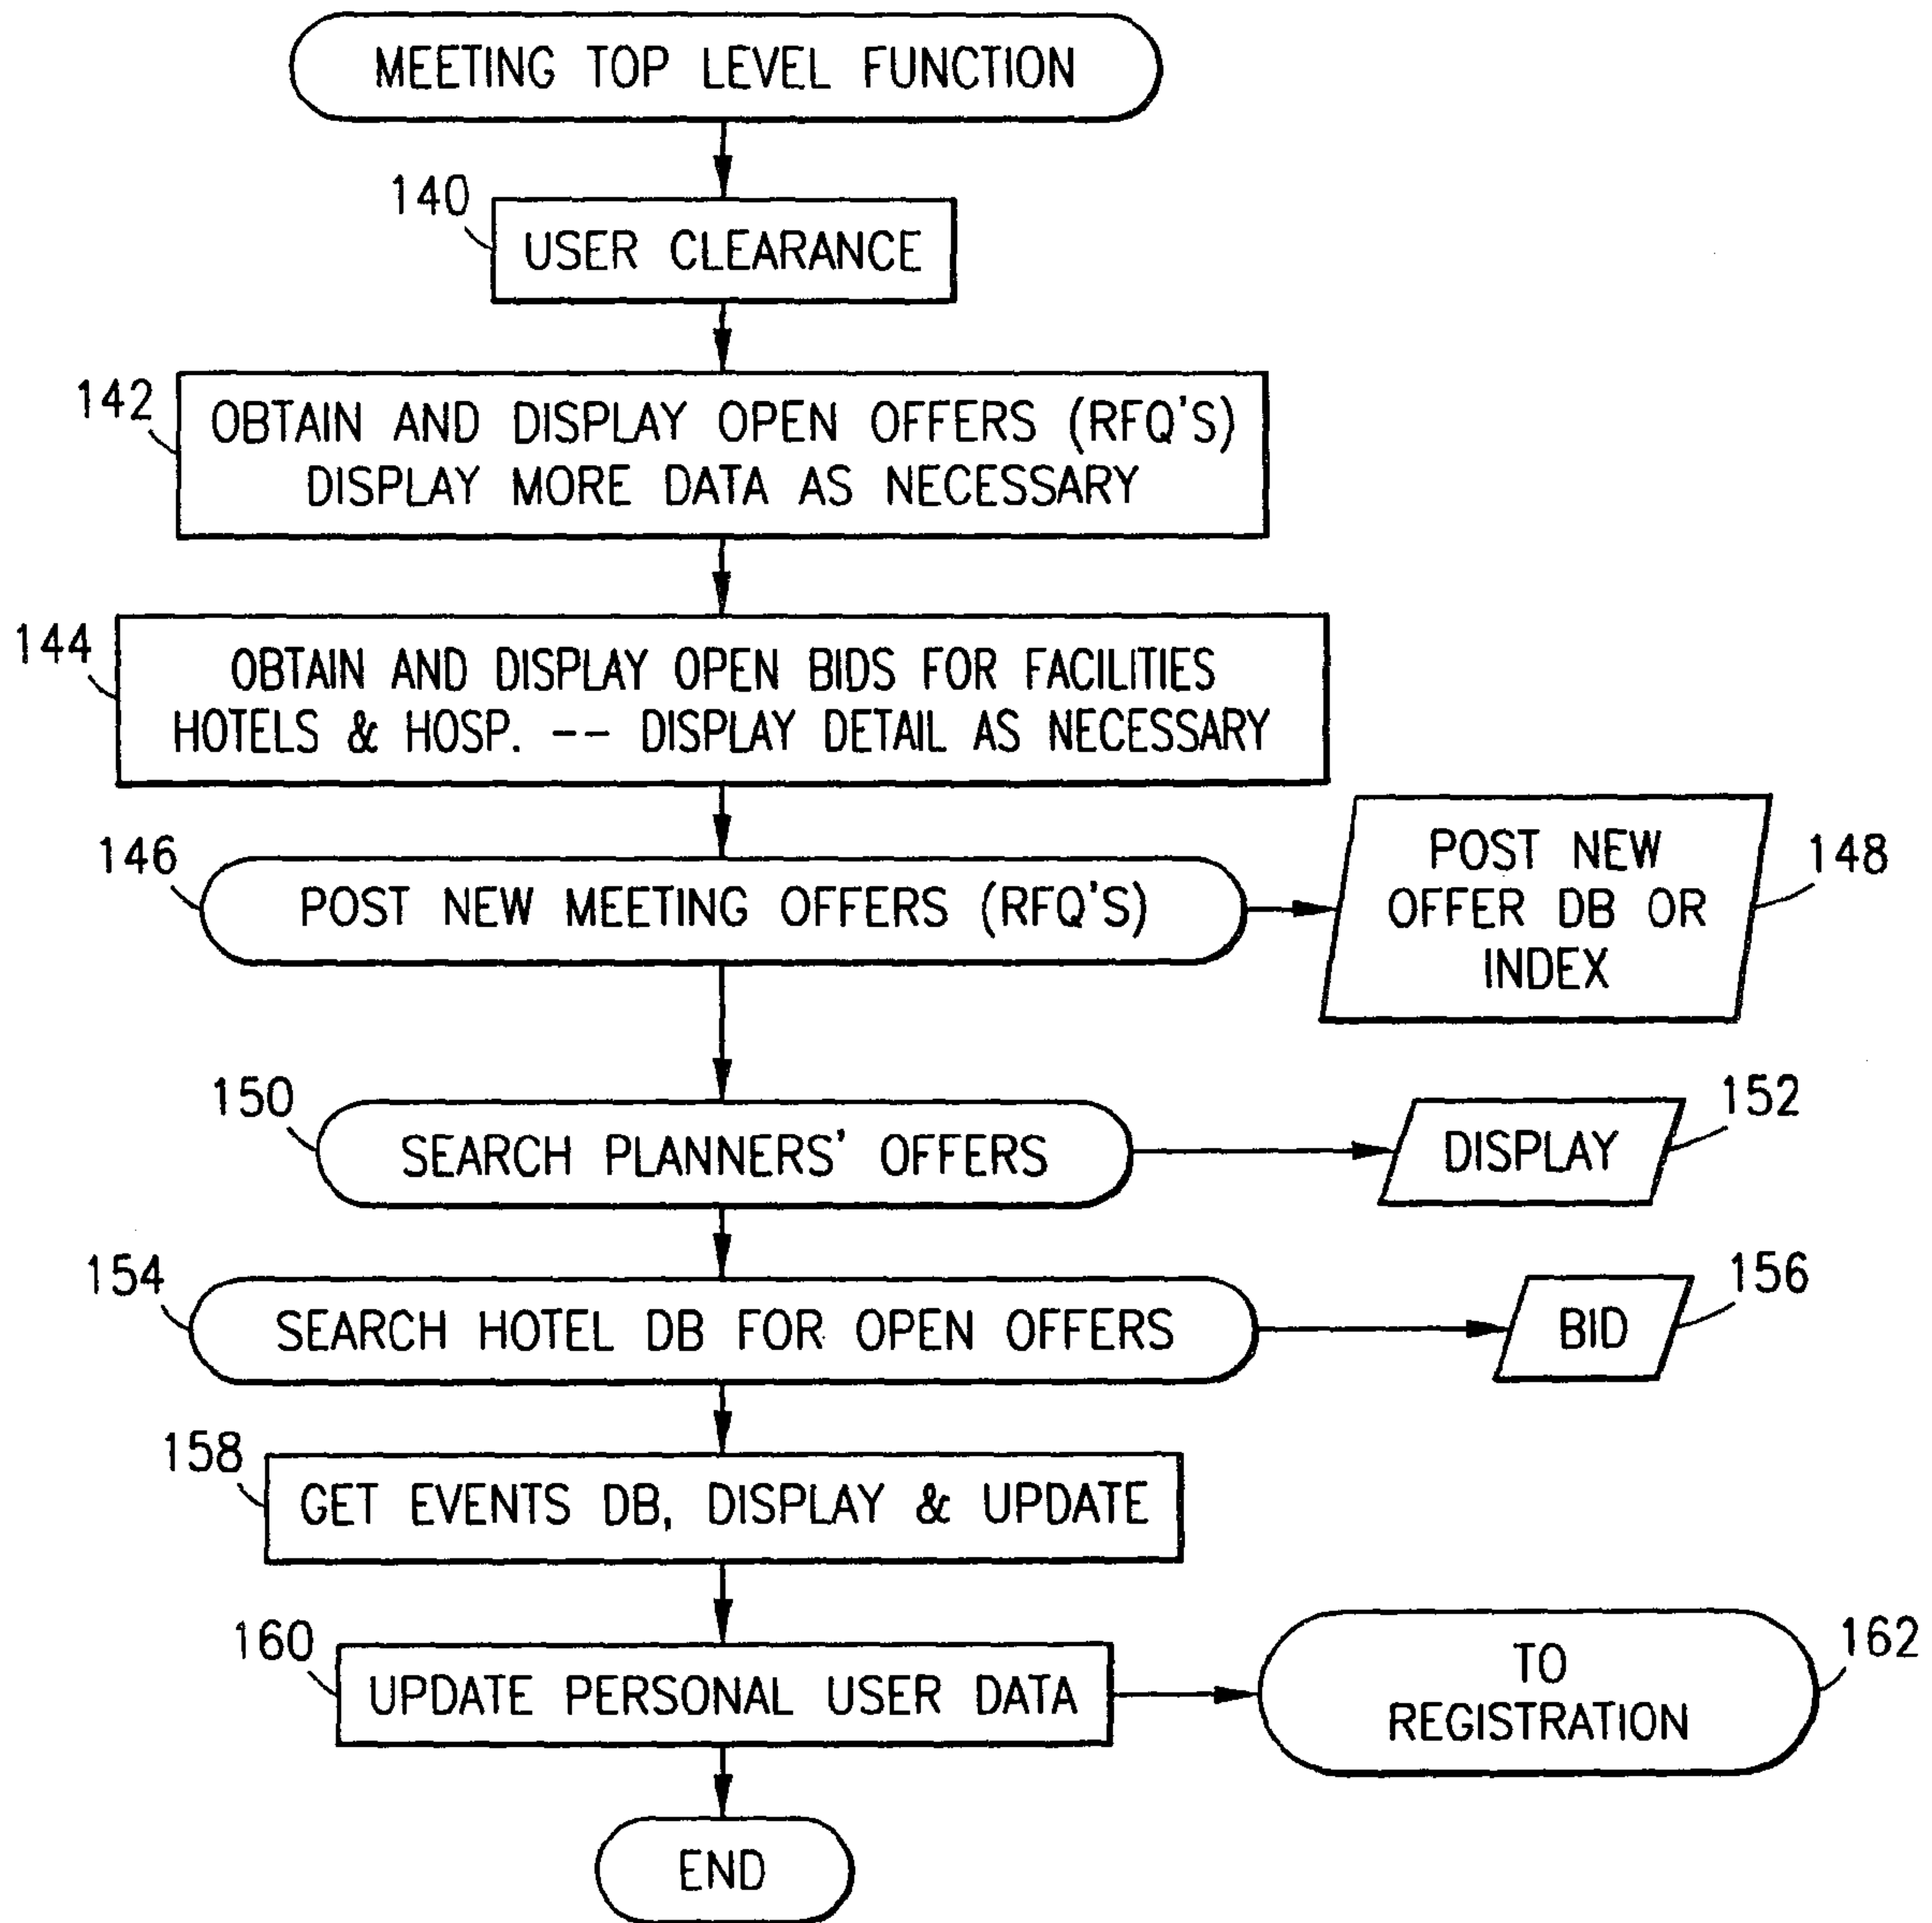 MEETING TOP LEVEL FUNCTION
140
USER CLEARANCE
142
OBTAIN AND DISPLAY OPEN OFFERS (RFQ'S)
DISPLAY MORE DATA AS NECESSARY
144
OBTAIN AND DISPLAY OPEN BIDS FOR FACILITIES
HOTELS & HOSP. -- DISPLAY DETAIL AS NECESSARY
146
POST NEW MEETING OFFERS (RFQ'S)
POST NEW
OFFER DB OR
INDEX
148
150
SEARCH PLANNERS' OFFERS
DISPLAY
152
154
SEARCH HOTEL DB FOR OPEN OFFERS
BID
156
158
GET EVENTS DB, DISPLAY & UPDATE
160
UPDATE PERSONAL USER DATA
TO
REGISTRATION
162
END